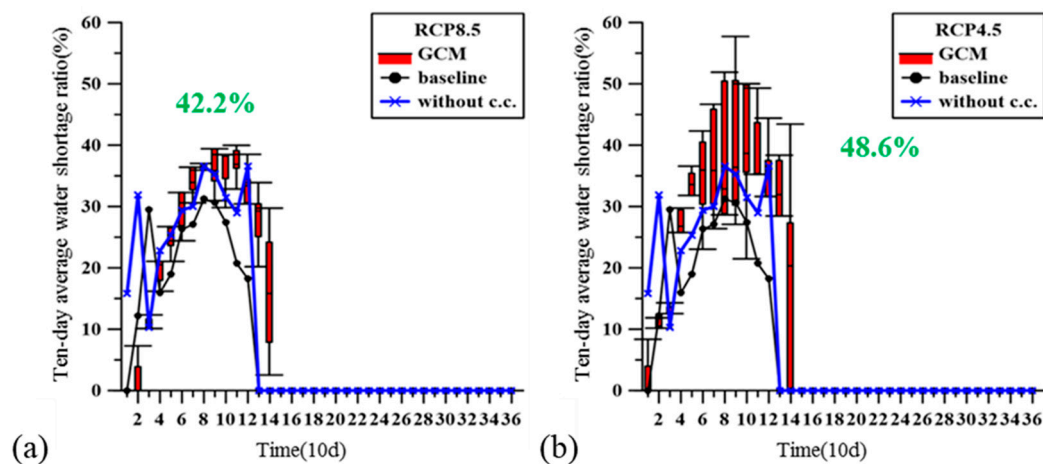 Ten-day average water shortage ratio(%)
60
50
40
30
20
10
0
RCP8.5
GCM
baseline
without c.c.
42.2%
2 4 6 8 10 12 14 16 18 20 22 24 26 28 30 32 34 36
Time(10d)
(a)
Ten-day average water shortage ratio(%)
60
50
40
30
20
10
0
RCP4.5
GCM
baseline
without c.c.
48.6%
2 4 6 8 10 12 14 16 18 20 22 24 26 28 30 32 34 36
Time(10d)
(b)